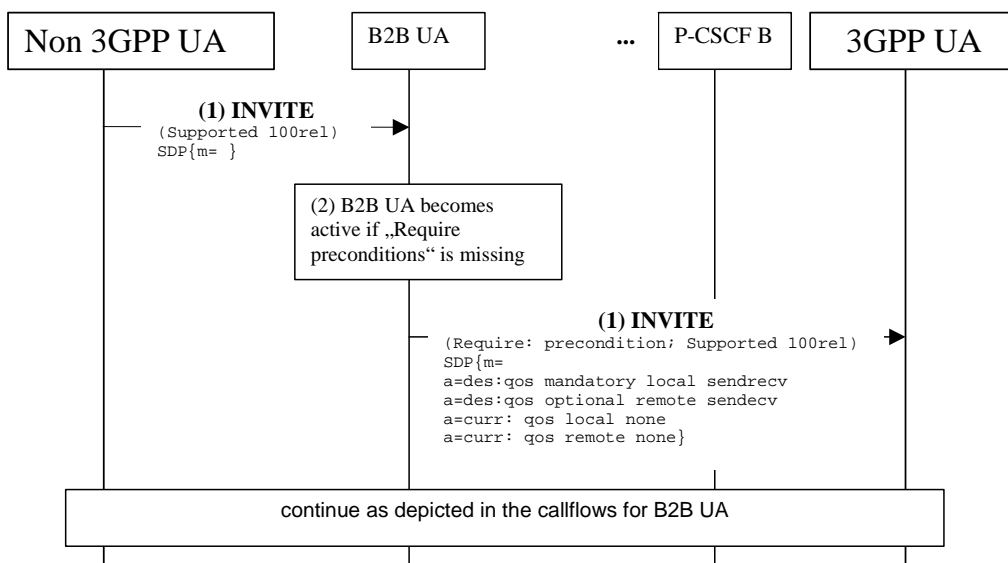 Non 3GPP UA
B2B UA
...
P-CSCF B
3GPP UA
(1) INVITE
(Supported 100rel)
SDP{m= }
(2) B2B UA becomes
active if „Require
preconditions“ is missing
(1) INVITE
(Require: precondition; Supported 100rel)
SDP{m=
a=des:qos mandatory local sendrecv
a=des:qos optional remote sendecv
a=curr: qos local none
a=curr: qos remote none}
continue as depicted in the callflows for B2B UA